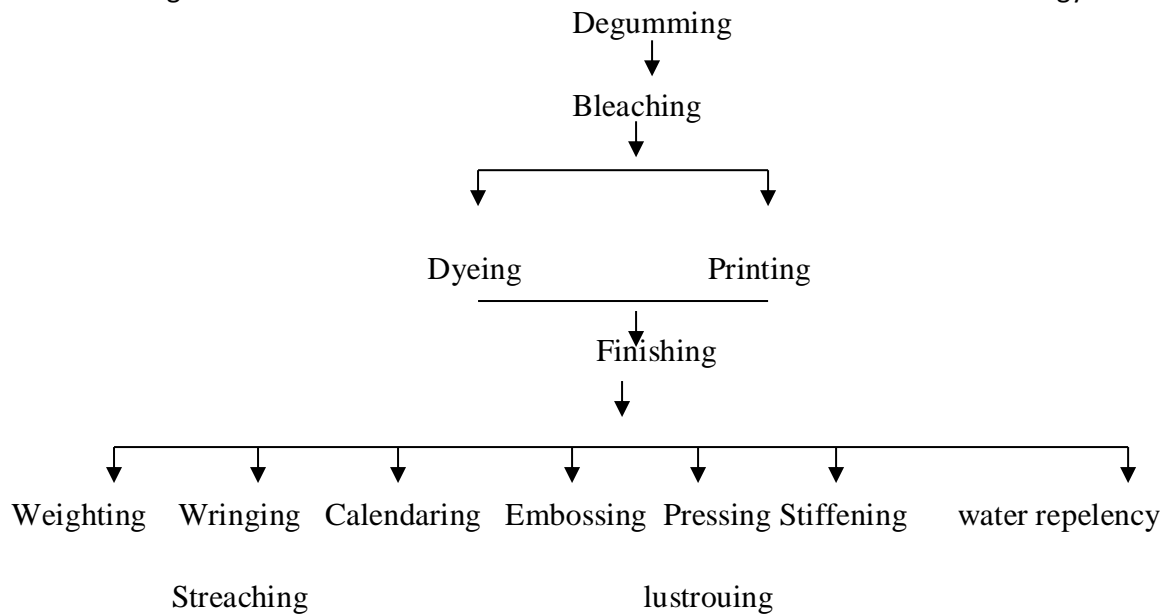 Degumming
Bleaching
Dyeing Printing
Finishing
Weighting Wringing Calendaring Embossing Pressing Stiffening water repelency
Streaching lustrouing